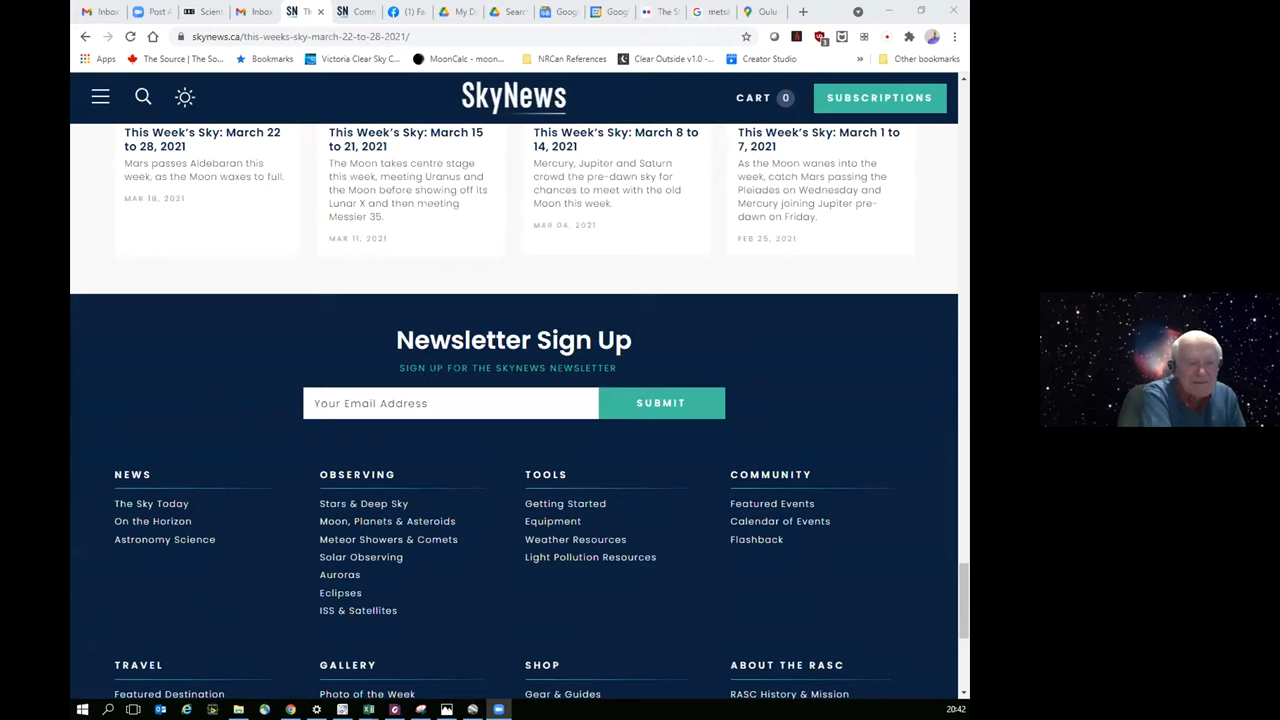 Inbox
Post A
Scient
Inbox
Th
Comm
(1) Fa
My D
Searc
Goog
Goog
The S
metsä
Oulu
skynews.ca/this-weeks-sky-march-22-to-28-2021/
Apps
The Source | The So...
Bookmarks
Victoria Clear Sky C...
MoonCalc - moon...
NRCan References
Clear Outside v1.0 -...
Creator Studio
»
Other bookmarks
SkyNews
CART 0
SUBSCRIPTIONS
This Week's Sky: March 22
to 28, 2021
Mars passes Aldebaran this
week, as the Moon waxes to full.
MAR 18, 2021
This Week's Sky: March 15
to 21, 2021
The Moon takes centre stage
this week, meeting Uranus and
the Moon before showing off its
Lunar X and then meeting
Messier 35.
MAR 11, 2021
This Week's Sky: March 8 to
14, 2021
Mercury, Jupiter and Saturn
crowd the pre-dawn sky for
chances to meet with the old
Moon this week.
MAR 04, 2021
This Week's Sky: March 1 to
7, 2021
As the Moon wanes into the
week, catch Mars passing the
Pleiades on Wednesday and
Mercury joining Jupiter pre-
dawn on Friday.
FEB 25, 2021
Newsletter Sign Up
SIGN UP FOR THE SKYNEWS NEWSLETTER
Your Email Address
SUBMIT
NEWS
The Sky Today
On the Horizon
Astronomy Science
OBSERVING
Stars & Deep Sky
Moon, Planets & Asteroids
Meteor Showers & Comets
Solar Observing
Auroras
Eclipses
ISS & Satellites
TOOLS
Getting Started
Equipment
Weather Resources
Light Pollution Resources
COMMUNITY
Featured Events
Calendar of Events
Flashback
TRAVEL
Featured Destination
GALLERY
Photo of the Week
SHOP
Gear & Guides
ABOUT THE RASC
RASC History & Mission
20:42